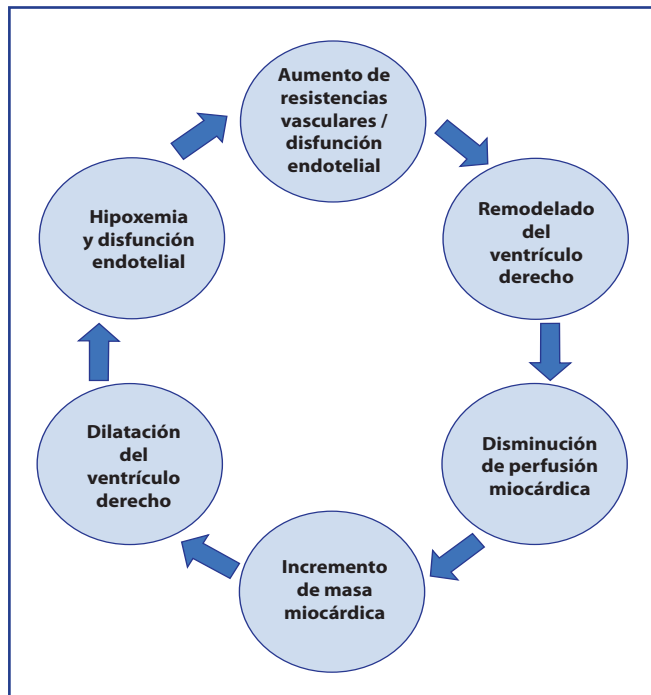 Aumento de
resistencias
vasculares /
disfunción
endotelial
Remodelado
del
ventrículo
derecho
Disminución
de perfusión
miocárdica
Incremento
de masa
miocárdica
Dilatación
del
ventrículo
derecho
Hipoxemia
y disfunción
endotelial